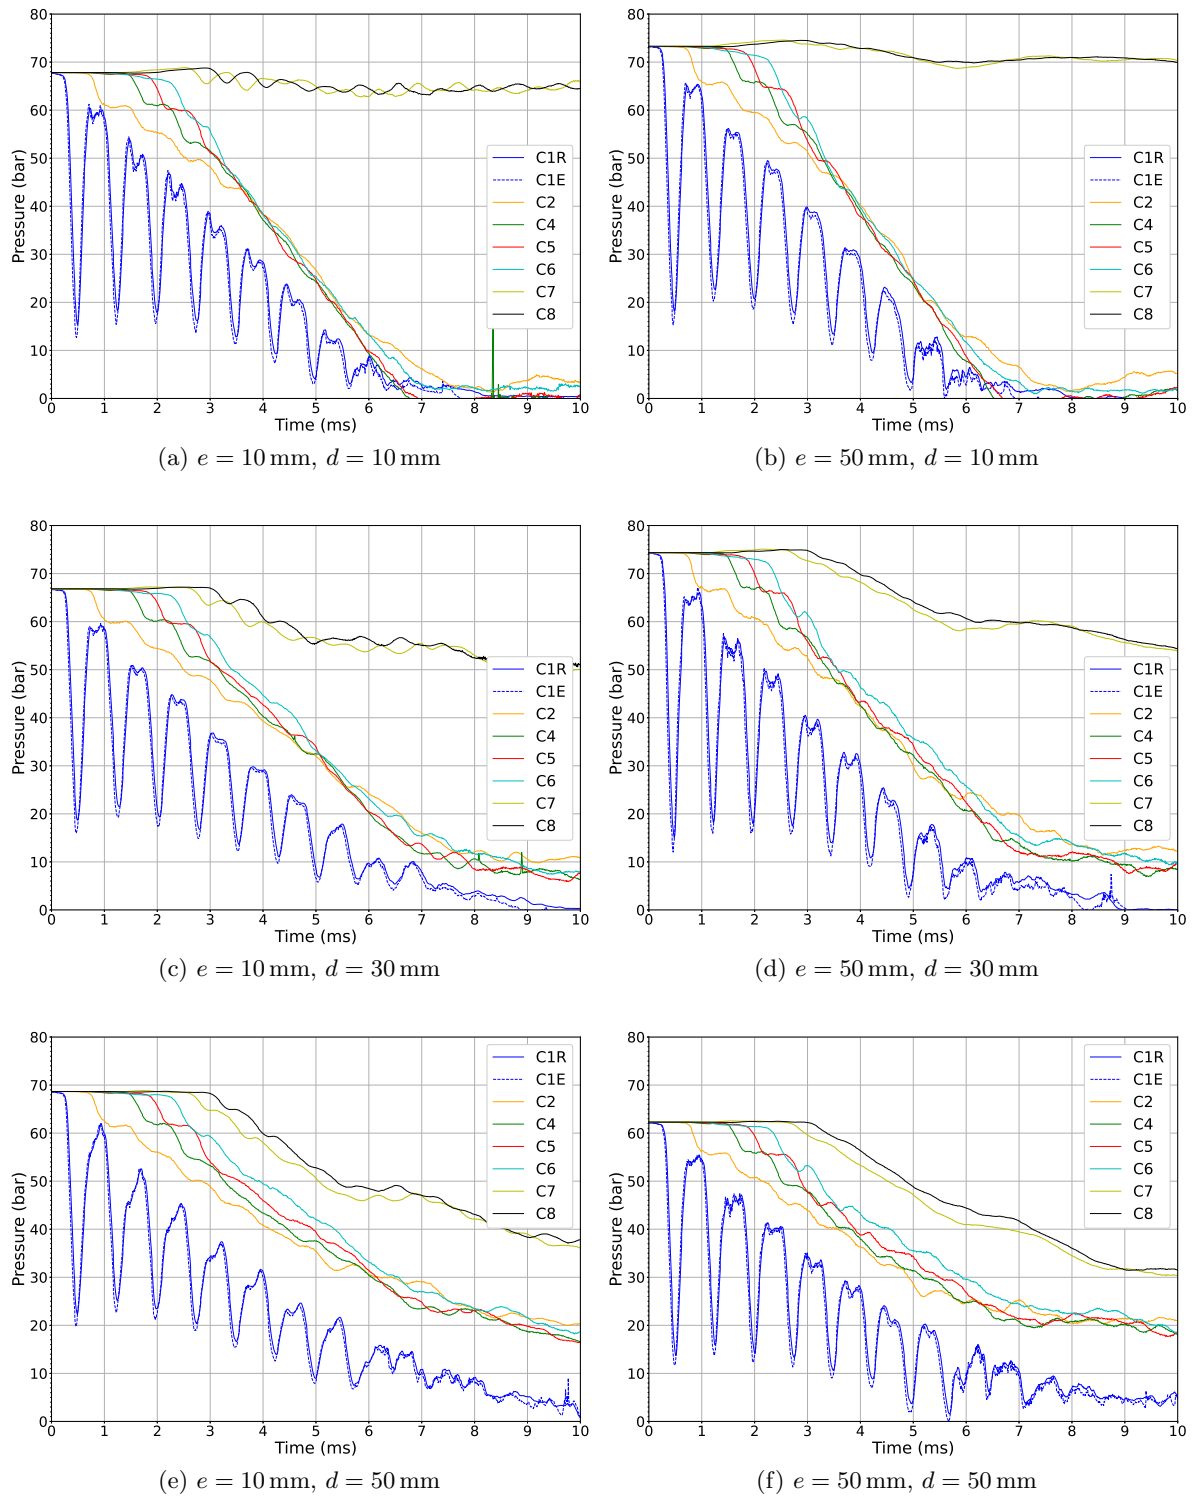 80
70
60
50
40
30
20
10
0
Pressure (bar)
C1R
C1E
C2
C4
C5
C6
C7
C8
0 1 2 3 4 5 6 7 8 9 10
Time (ms)
(a) e = 10 mm, d = 10 mm
80
70
60
50
40
30
20
10
0
Pressure (bar)
C1R
C1E
C2
C4
C5
C6
C7
C8
0 1 2 3 4 5 6 7 8 9 10
Time (ms)
(b) e = 50 mm, d = 10 mm
80
70
60
50
40
30
20
10
0
Pressure (bar)
C1R
C1E
C2
C4
C5
C6
C7
C8
0 1 2 3 4 5 6 7 8 9 10
Time (ms)
(c) e = 10 mm, d = 30 mm
80
70
60
50
40
30
20
10
0
Pressure (bar)
C1R
C1E
C2
C4
C5
C6
C7
C8
0 1 2 3 4 5 6 7 8 9 10
Time (ms)
(d) e = 50 mm, d = 30 mm
80
70
60
50
40
30
20
10
0
Pressure (bar)
C1R
C1E
C2
C4
C5
C6
C7
C8
0 1 2 3 4 5 6 7 8 9 10
Time (ms)
(e) e = 10 mm, d = 50 mm
80
70
60
50
40
30
20
10
0
Pressure (bar)
C1R
C1E
C2
C4
C5
C6
C7
C8
0 1 2 3 4 5 6 7 8 9 10
Time (ms)
(f) e = 50 mm, d = 50 mm